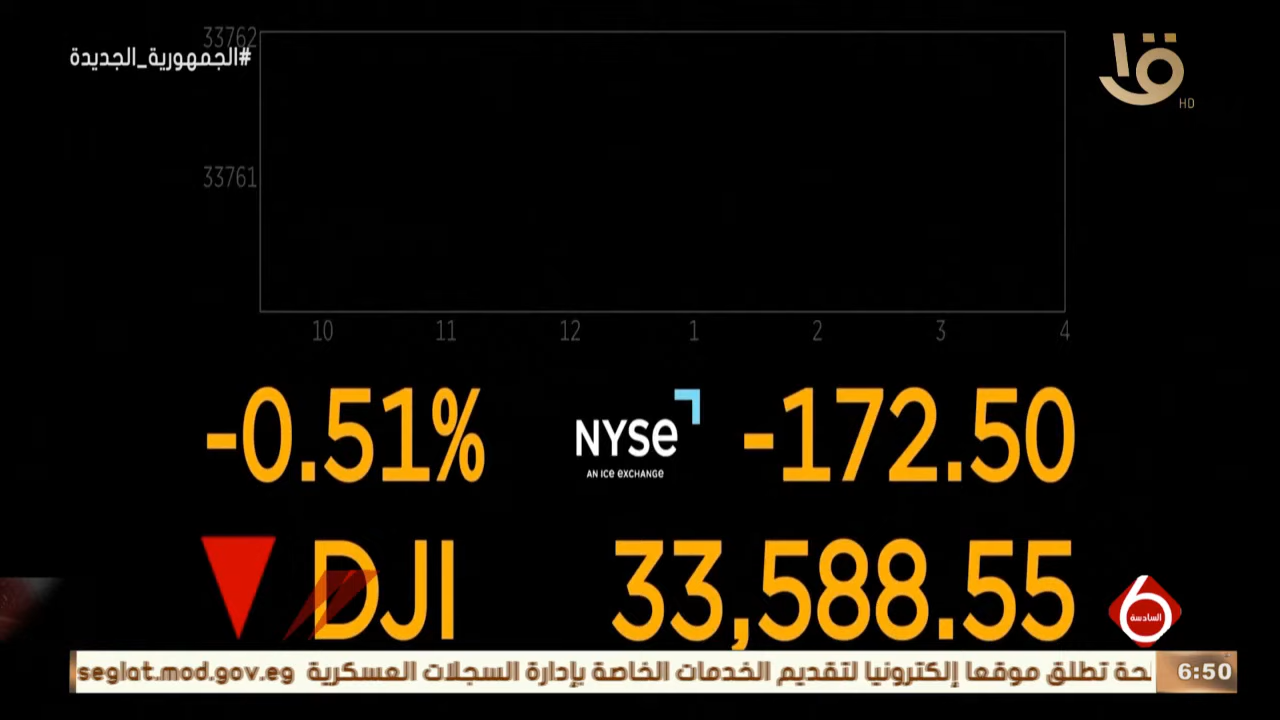 33762
#الجمهورية_الجديدة
HD
33761
10 11 12 1 2 3 4
-0.51% NYSE -172.50
AN ICE EXCHANGE
DJI 33,588.55
6
السادسة
6:50 تطلق موقعا إلكترونيا لتقديم الخدمات الخاصة بإدارة السجلات العسكرية seglat.mod.gov.eg